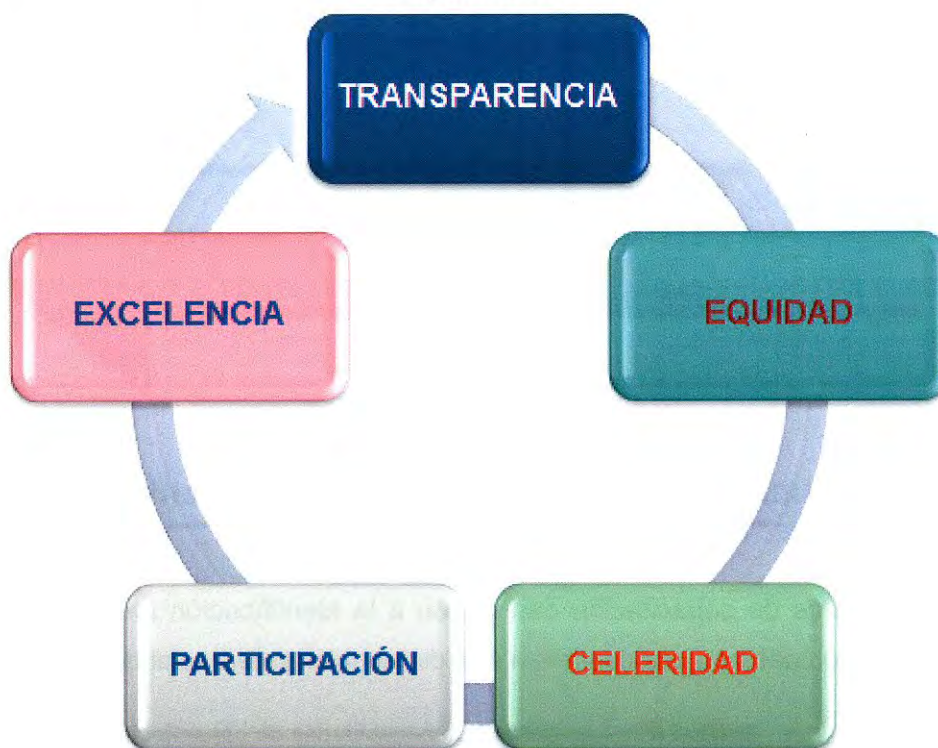 TRANSPARENCIA
EQUIDAD
CELERIDAD
PARTICIPACIÓN
EXCELENCIA